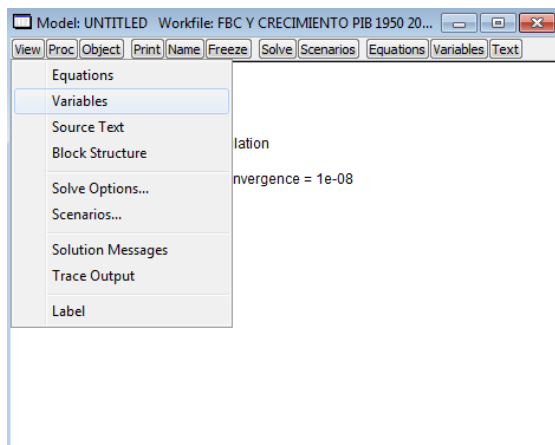 Model: UNTITLED Workfile: FBC Y CRECIMIENTO PIB 1950 20...
View Proc Object Print Name Freeze Solve Scenarios Equations Variables Text
Equations
Variables
Source Text
Block Structure
lation
Solve Options...
nvergence = 1e-08
Scenarios...
Solution Messages
Trace Output
Label